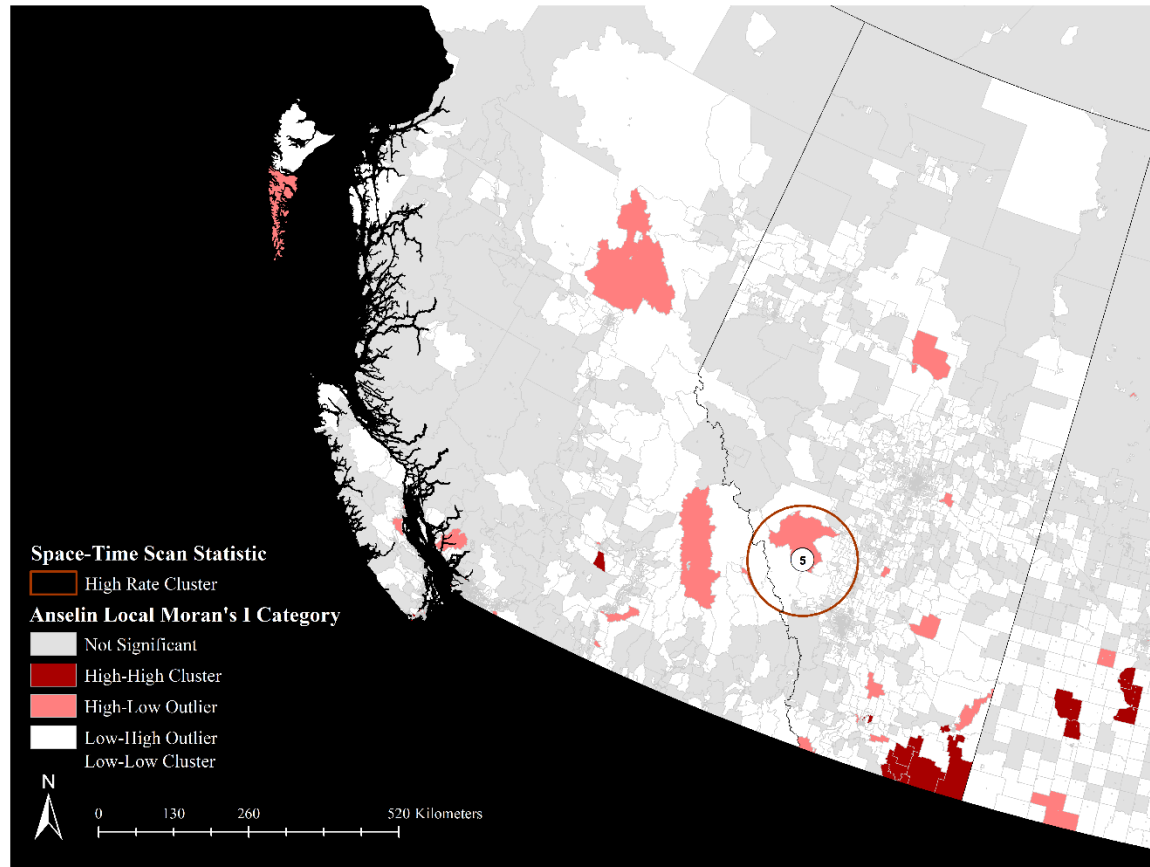 5
Space-Time Scan Statistic
High Rate Cluster
Anselin Local Moran's I Category
Not Significant
High-High Cluster
High-Low Outlier
Low-High Outlier
Low-Low Cluster
N
0 130 260 520 Kilometers